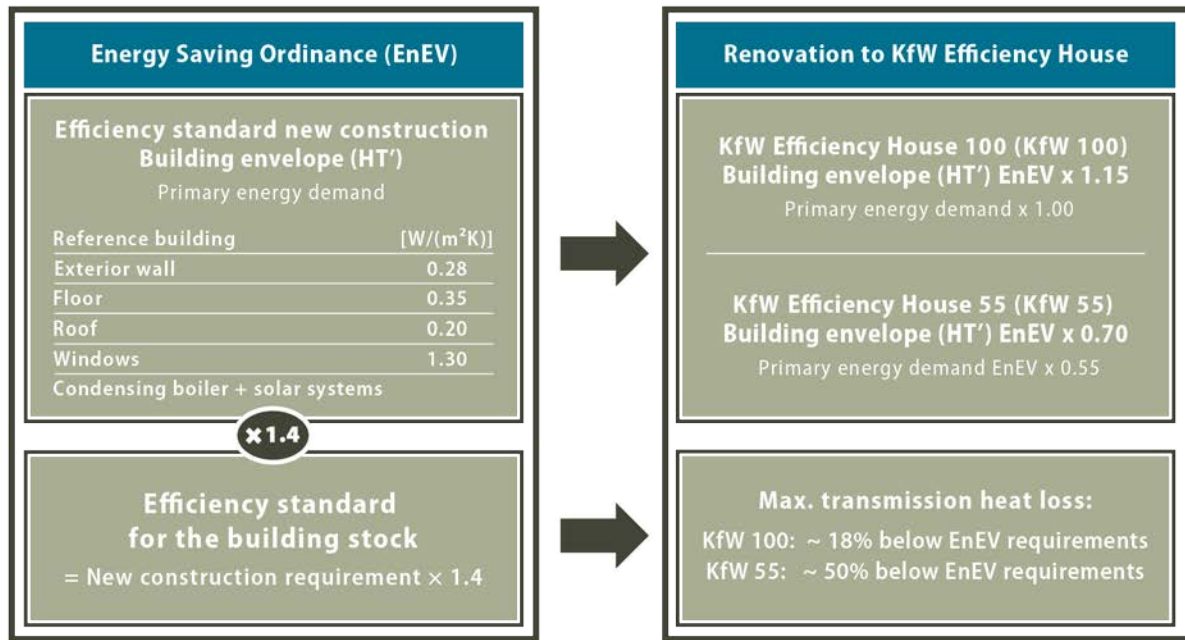 Energy Saving Ordinance (EnEV)
Efficiency standard new construction
Building envelope (HT′)
Primary energy demand
Reference building [W/(m²K)]
Exterior wall 0.28
Floor 0.35
Roof 0.20
Windows 1.30
Condensing boiler + solar systems
×1.4
Efficiency standard
for the building stock
= New construction requirement × 1.4
Renovation to KfW Efficiency House
KfW Efficiency House 100 (KfW 100)
Building envelope (HT′) EnEV x 1.15
Primary energy demand x 1.00
KfW Efficiency House 55 (KfW 55)
Building envelope (HT′) EnEV x 0.70
Primary energy demand EnEV x 0.55
Max. transmission heat loss:
KfW 100: ~ 18% below EnEV requirements
KfW 55: ~ 50% below EnEV requirements